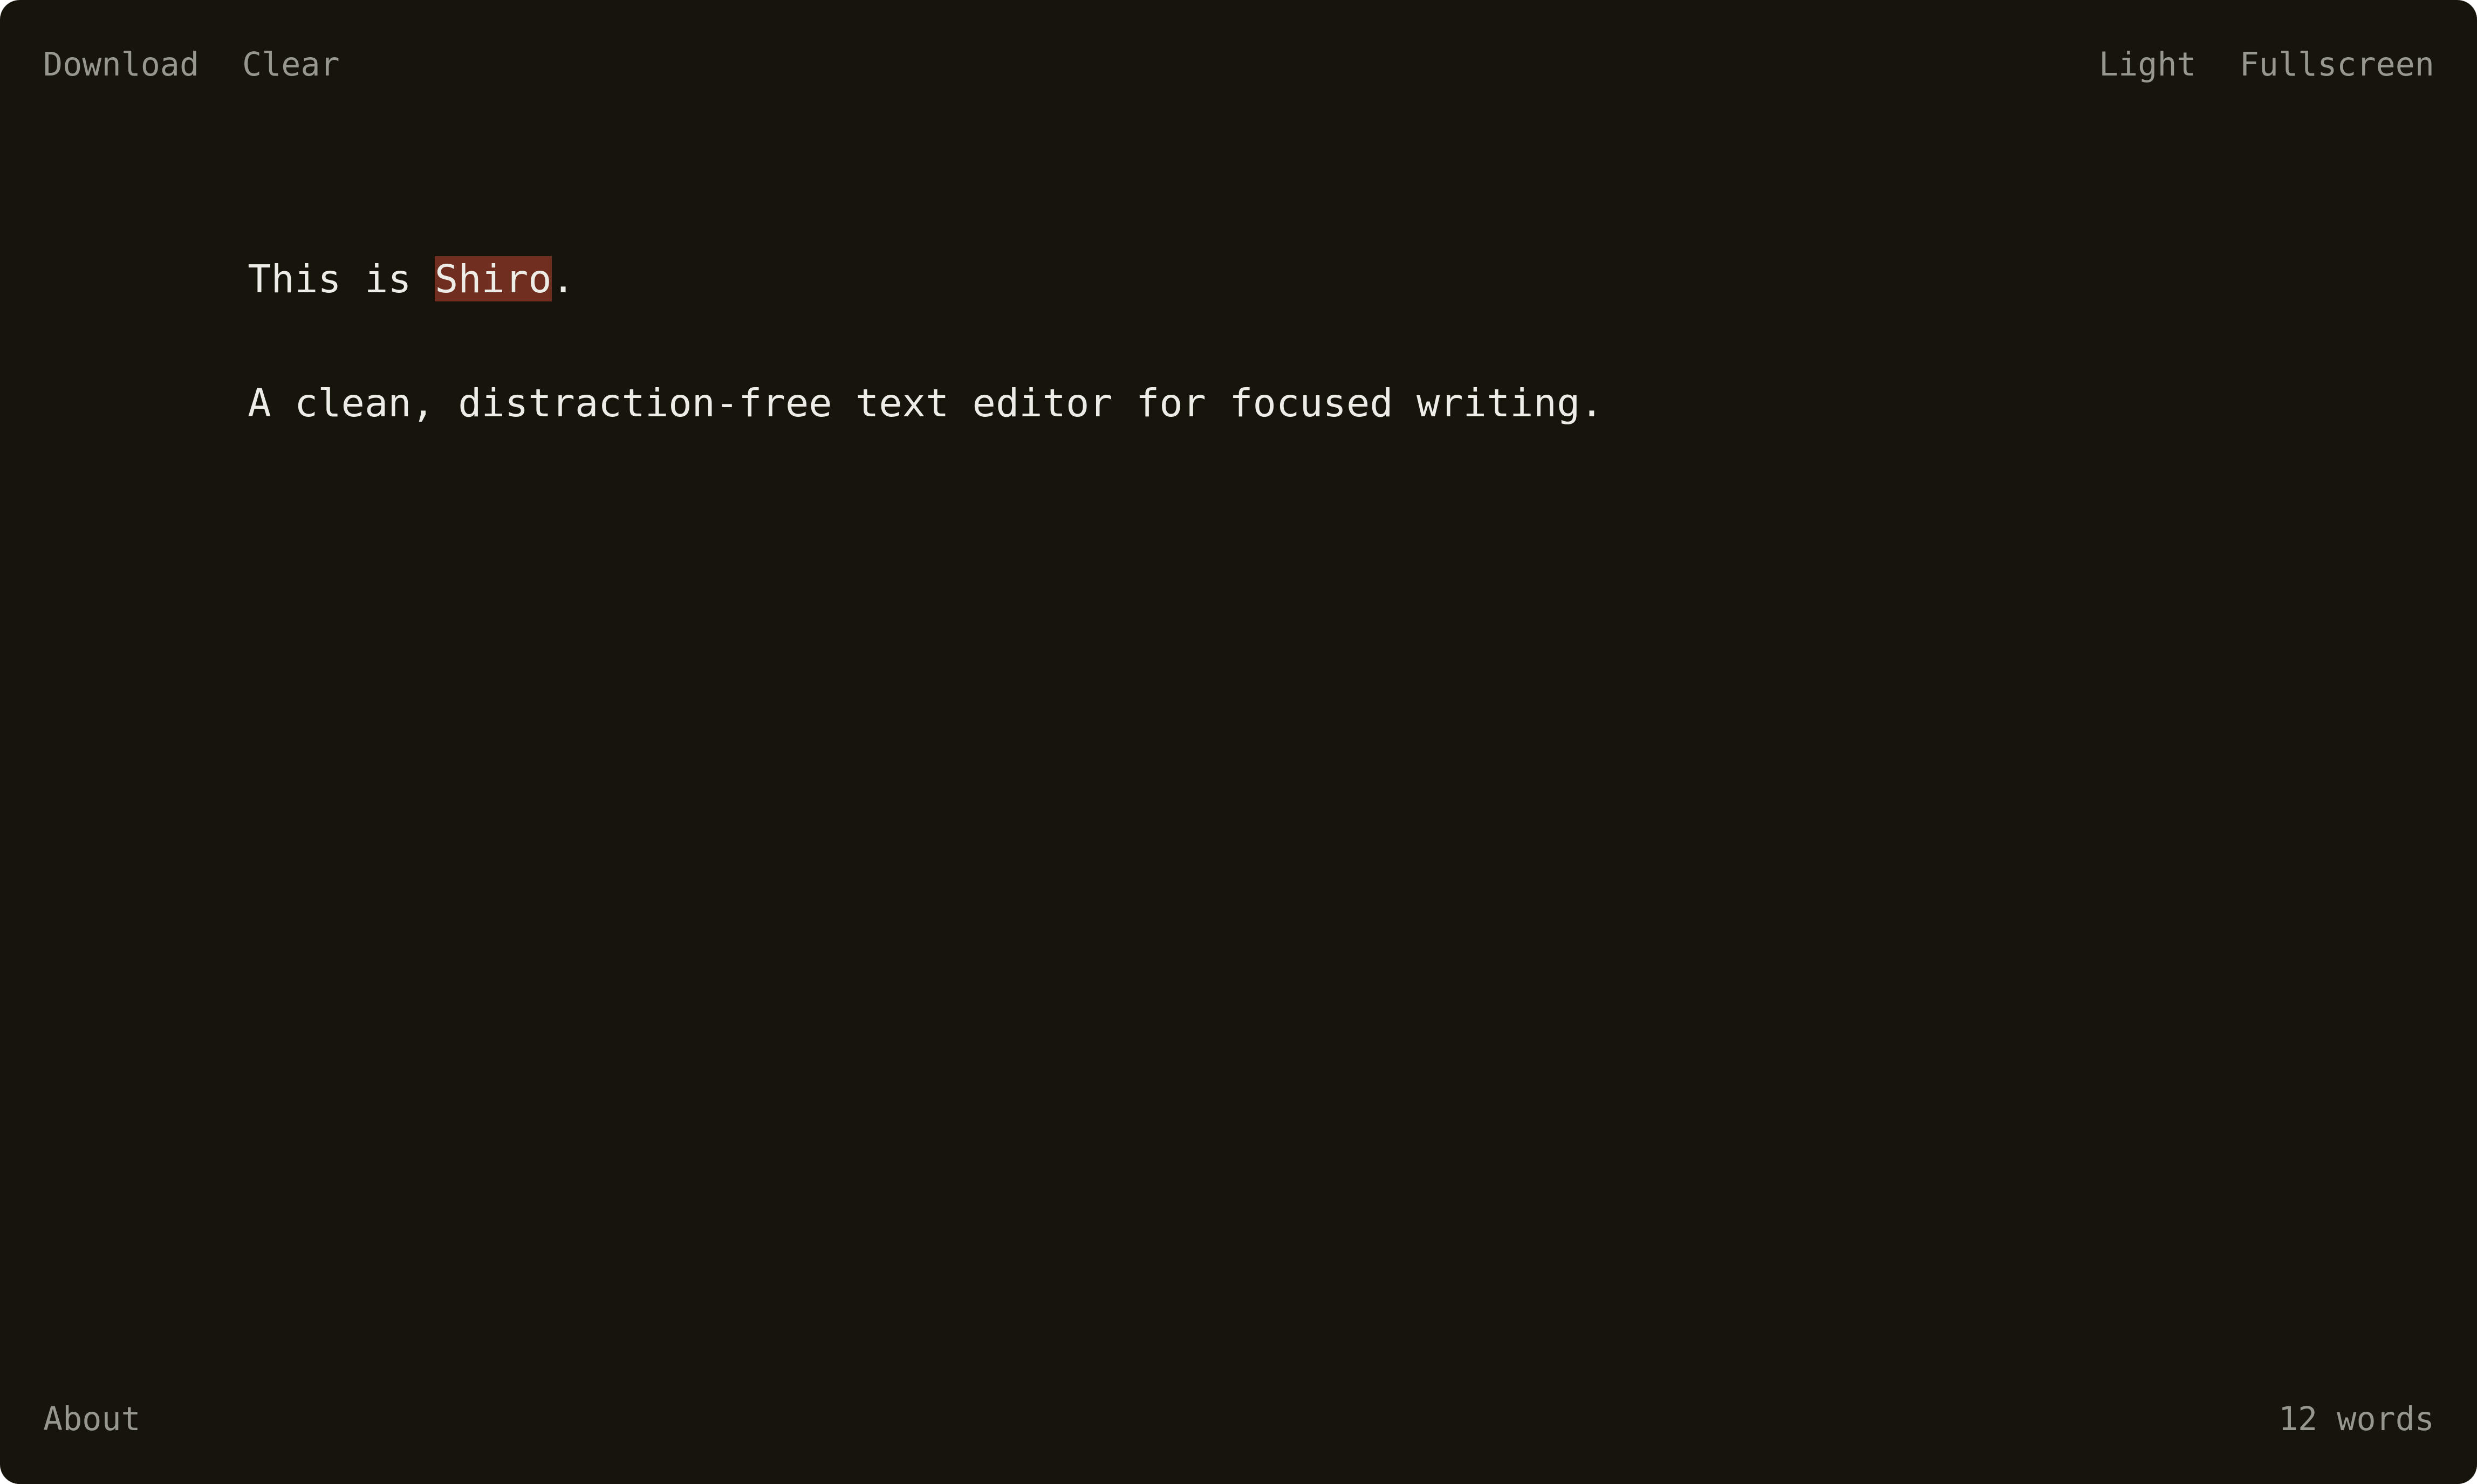 Download Clear Light Fullscreen
This is Shiro.
A clean, distraction-free text editor for focused writing.
About 12 words